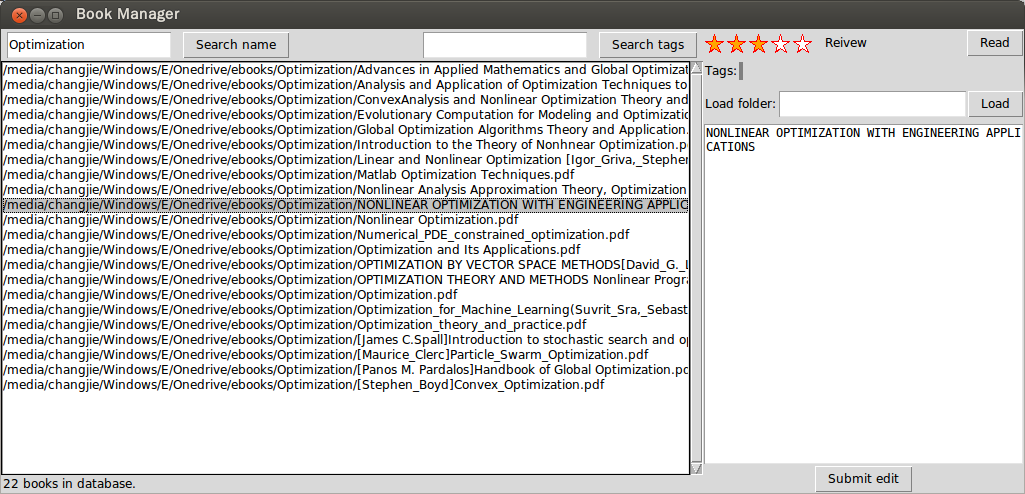 Book Manager
Optimization Search name Search tags Reivew Read
Tags:
Load folder: Load
/media/changjie/Windows/E/Onedrive/ebooks/Optimization/Advances in Applied Mathematics and Global Optimizat
/media/changjie/Windows/E/Onedrive/ebooks/Optimization/Analysis and Application of Optimization Techniques to
/media/changjie/Windows/E/Onedrive/ebooks/Optimization/ConvexAnalysis and Nonlinear Optimization Theory and
/media/changjie/Windows/E/Onedrive/ebooks/Optimization/Evolutionary Computation for Modeling and Optimizatio
/media/changjie/Windows/E/Onedrive/ebooks/Optimization/Global Optimization Algorithms Theory and Application.
/media/changjie/Windows/E/Onedrive/ebooks/Optimization/Introduction to the Theory of Nonhnear Optimization.p
/media/changjie/Windows/E/Onedrive/ebooks/Optimization/Linear and Nonlinear Optimization [Igor_Griva,_Stephen
/media/changjie/Windows/E/Onedrive/ebooks/Optimization/Matlab Optimization Techniques.pdf
/media/changjie/Windows/E/Onedrive/ebooks/Optimization/Nonlinear Analysis Approximation Theory, Optimization
/media/changjie/Windows/E/Onedrive/ebooks/Optimization/NONLINEAR OPTIMIZATION WITH ENGINEERING APPLIC
/media/changjie/Windows/E/Onedrive/ebooks/Optimization/Nonlinear Optimization.pdf
/media/changjie/Windows/E/Onedrive/ebooks/Optimization/Numerical_PDE_constrained_optimization.pdf
/media/changjie/Windows/E/Onedrive/ebooks/Optimization/Optimization and Its Applications.pdf
/media/changjie/Windows/E/Onedrive/ebooks/Optimization/OPTIMIZATION BY VECTOR SPACE METHODS[David_G._L
/media/changjie/Windows/E/Onedrive/ebooks/Optimization/OPTIMIZATION THEORY AND METHODS Nonlinear Progra
/media/changjie/Windows/E/Onedrive/ebooks/Optimization/Optimization.pdf
/media/changjie/Windows/E/Onedrive/ebooks/Optimization/Optimization_for_Machine_Learning(Suvrit_Sra,_Sebast
/media/changjie/Windows/E/Onedrive/ebooks/Optimization/Optimization_theory_and_practice.pdf
/media/changjie/Windows/E/Onedrive/ebooks/Optimization/[James C.Spall]Introduction to stochastic search and op
/media/changjie/Windows/E/Onedrive/ebooks/Optimization/[Maurice_Clerc]Particle_Swarm_Optimization.pdf
/media/changjie/Windows/E/Onedrive/ebooks/Optimization/[Panos M. Pardalos]Handbook of Global Optimization.pd
/media/changjie/Windows/E/Onedrive/ebooks/Optimization/[Stephen_Boyd]Convex_Optimization.pdf
NONLINEAR OPTIMIZATION WITH ENGINEERING APPLI
CATIONS
Submit edit
22 books in database.